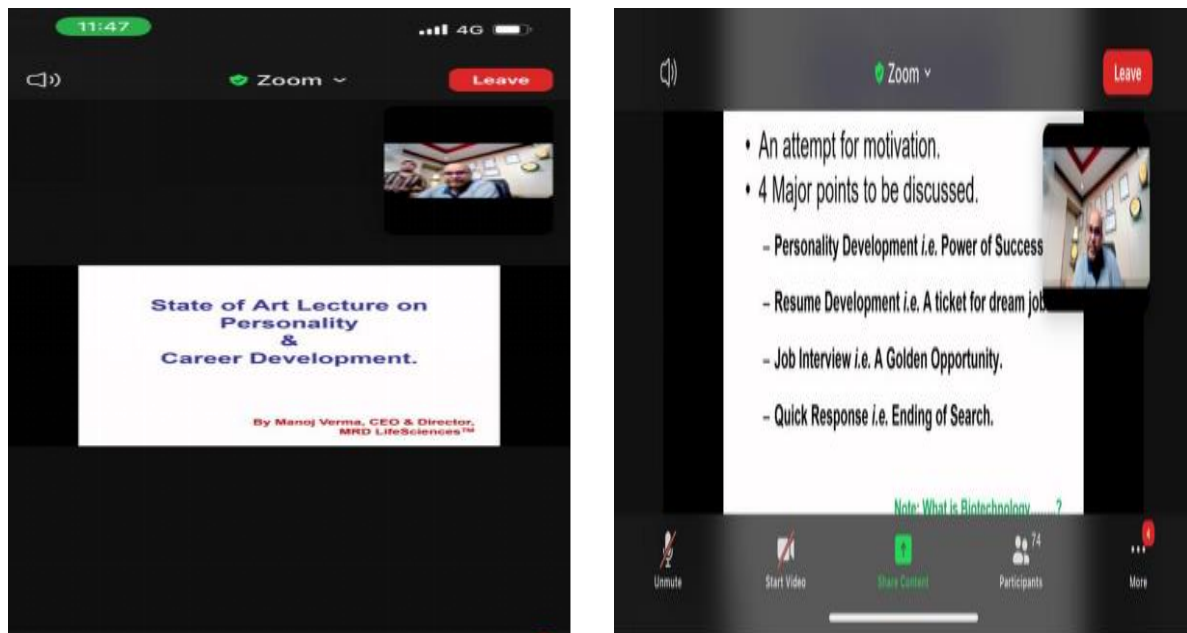 11:47
4G
Zoom
Leave
State of Art Lecture on
Personality
&
Career Development.
By Manoj Verma, CEO & Director,
MRD LifeSciences™
Zoom
Leave
• An attempt for motivation.
• 4 Major points to be discussed.
– Personality Development i.e. Power of Success
– Resume Development i.e. A ticket for dream job
– Job Interview i.e. A Golden Opportunity.
– Quick Response i.e. Ending of Search.
Note: What is Biotechnology.......?
74
4
Unmute
Start Video
Share Content
Participants
More